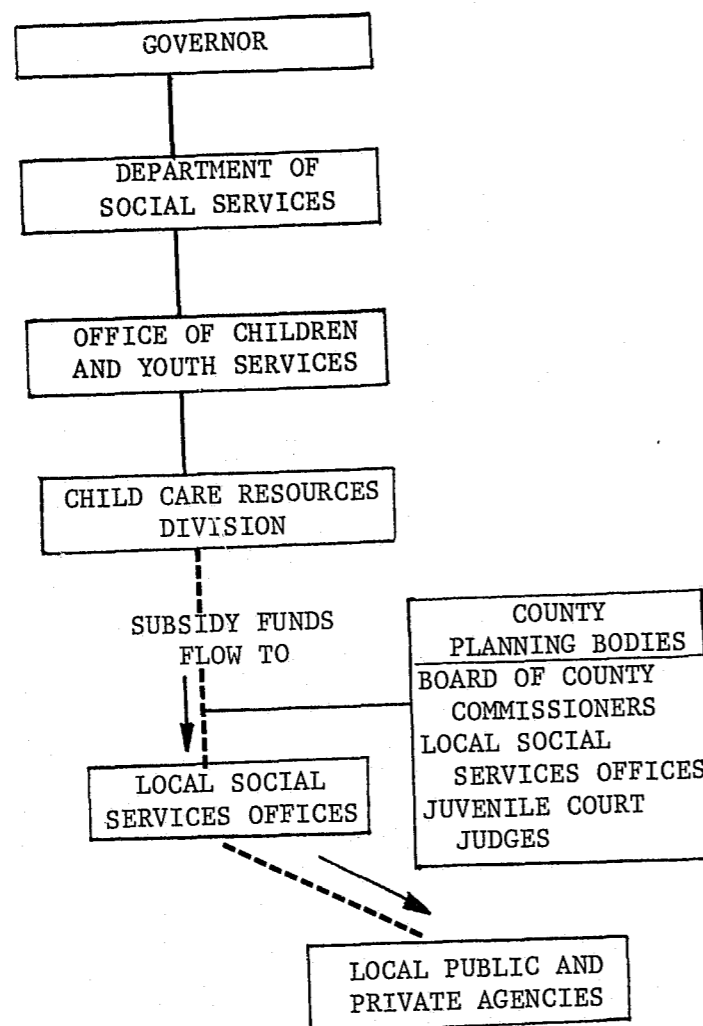 GOVERNOR
DEPARTMENT OF
SOCIAL SERVICES
OFFICE OF CHILDREN
AND YOUTH SERVICES
CHILD CARE RESOURCES
DIVISION
SUBSIDY FUNDS
FLOW TO
COUNTY
PLANNING BODIES
BOARD OF COUNTY
COMMISSIONERS
LOCAL SOCIAL
SERVICES OFFICES
JUVENILE COURT
JUDGES
LOCAL SOCIAL
SERVICES OFFICES
LOCAL PUBLIC AND
PRIVATE AGENCIES